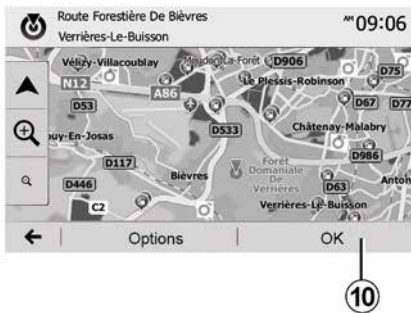 Route Forestière De Bièvres
Verrières-Le-Buisson
AM 09:06
Vélizy-Villacoublay
Meudon-La-Forêt
D906
Le Plessis-Robinson
D75
N12
A86
D53
D67
D77
D533
Châtenay-Malabry
ouy-En-Josas
D117
D986
Forêt
Domaniale
De
Verrières
Bièvres
D446
D63
Anton
C2
Verrières-Le-Buisson
Options
OK
10